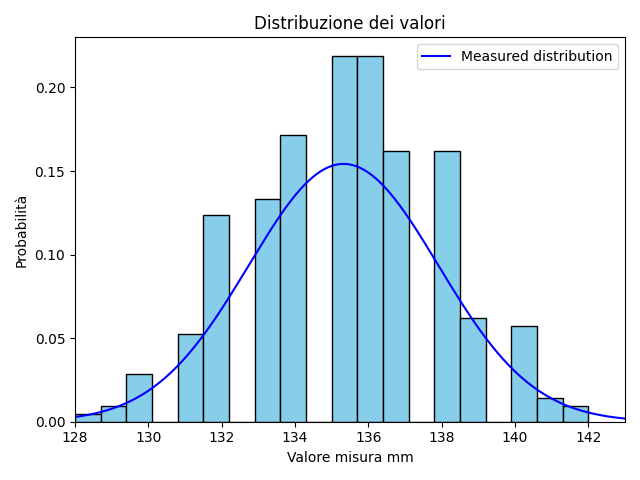 Distribuzione dei valori
Measured distribution
0.20
0.15
0.10
0.05
0.00
Probabilità
128 130 132 134 136 138 140 142
Valore misura mm